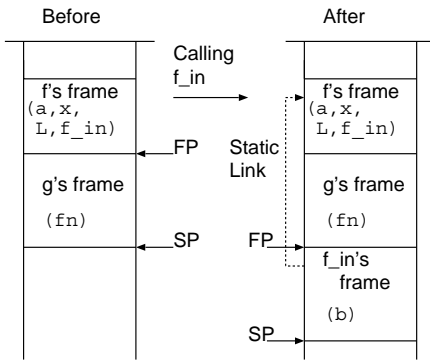 Before
After
Calling
f_in
f's frame
(a,x,
L,f_in)
FP
g's frame
(fn)
SP
f's frame
(a,x,
L,f_in)
Static
Link
g's frame
(fn)
FP
f_in's
frame
(b)
SP